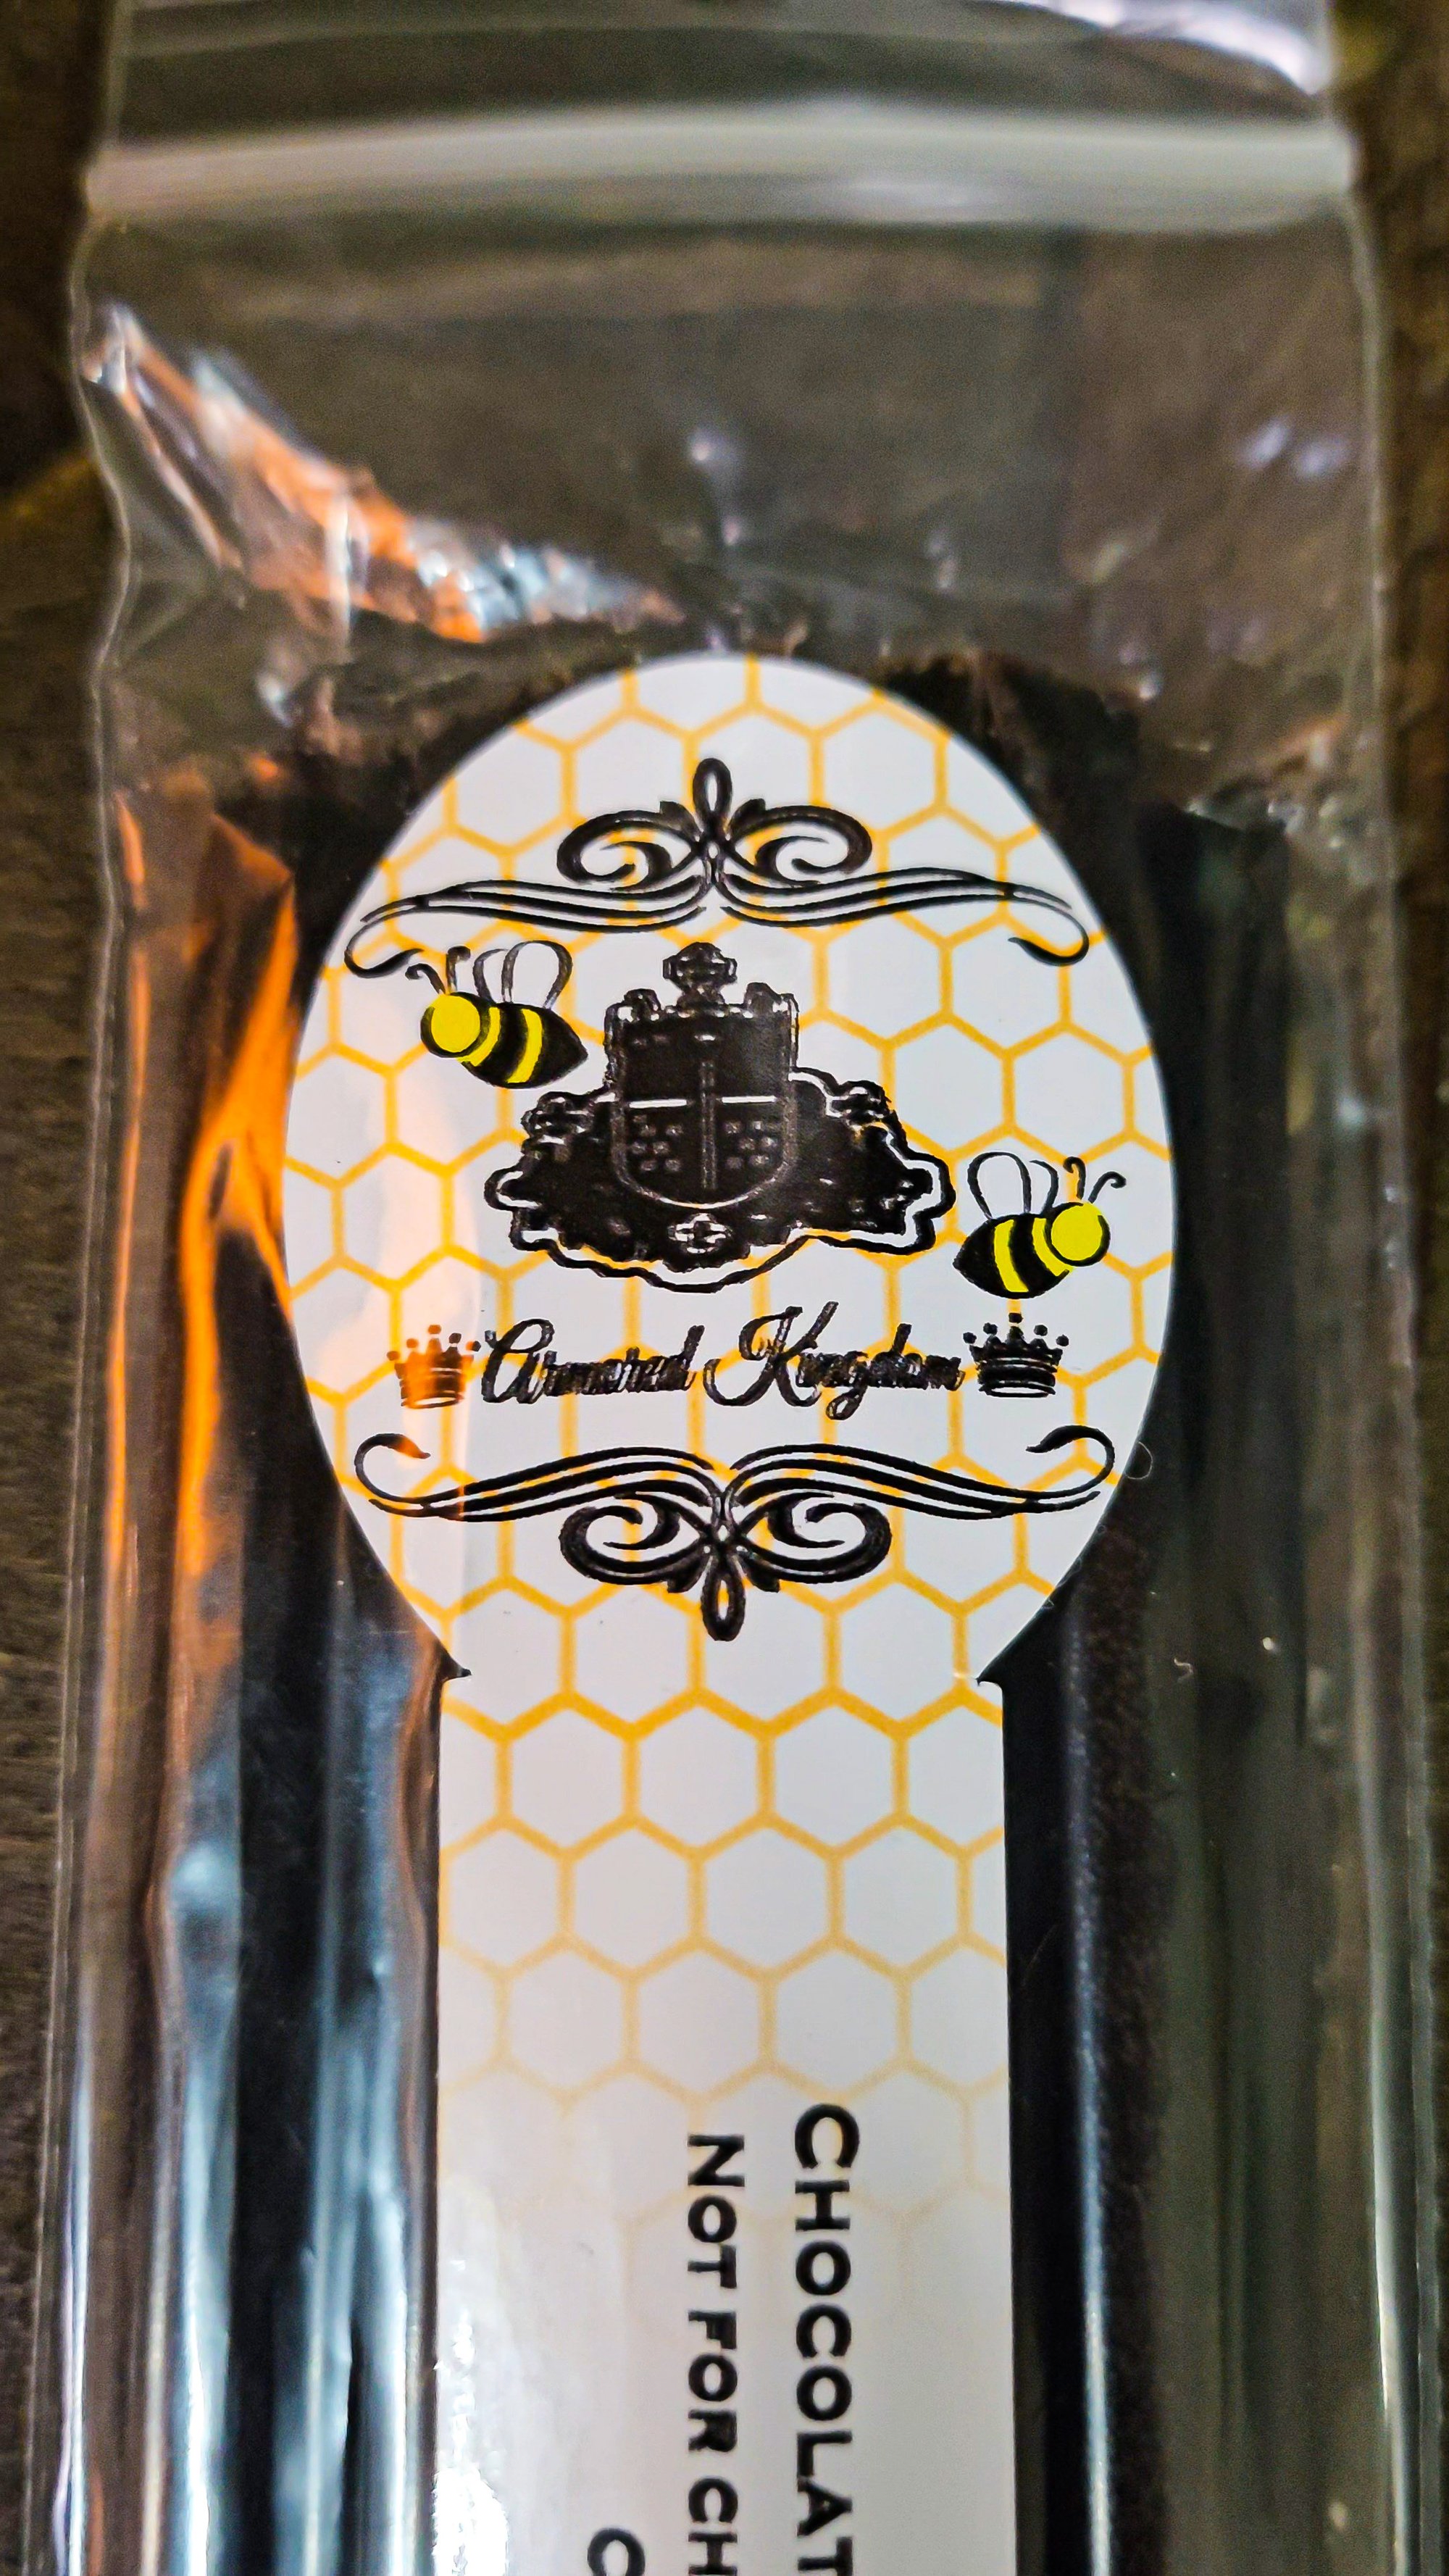 Armored Kingdom
CHOCOLAT
NOT FOR CH